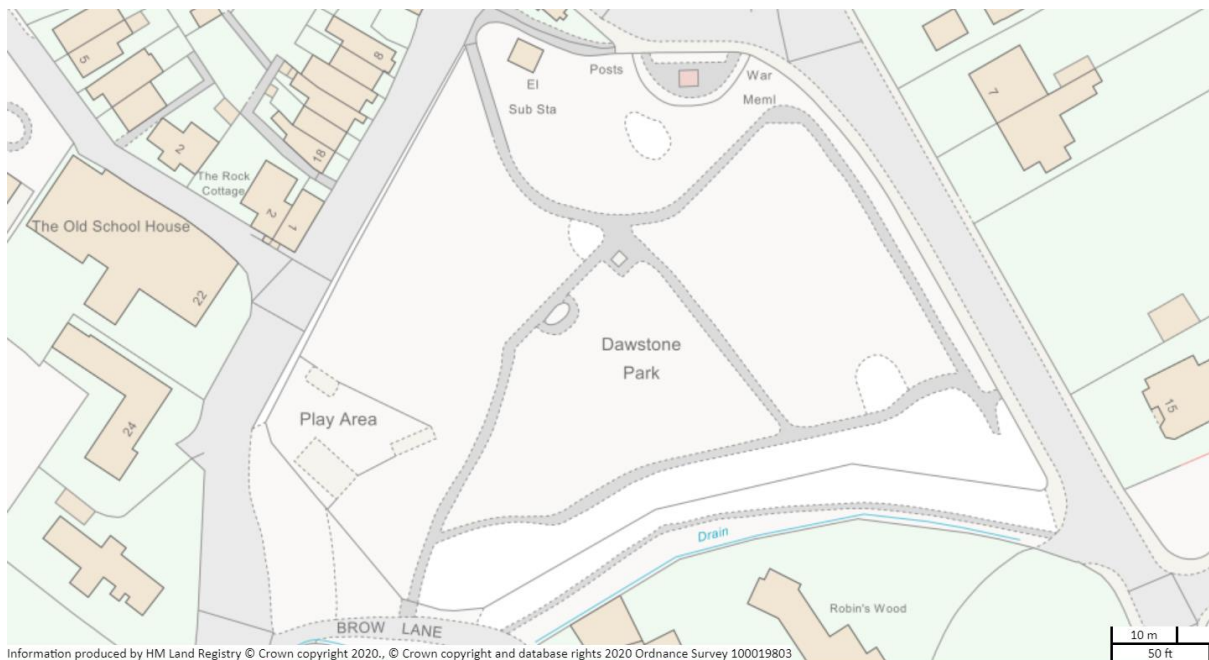 5
8
El
Sub Sta
Posts
War
Meml
7
2
18
The Rock
Cottage
2
1
The Old School House
22
Dawstone
Park
Play Area
24
15
Drain
Robin's Wood
BROW LANE
10 m
50 ft
Information produced by HM Land Registry © Crown copyright 2020., © Crown copyright and database rights 2020 Ordnance Survey 100019803